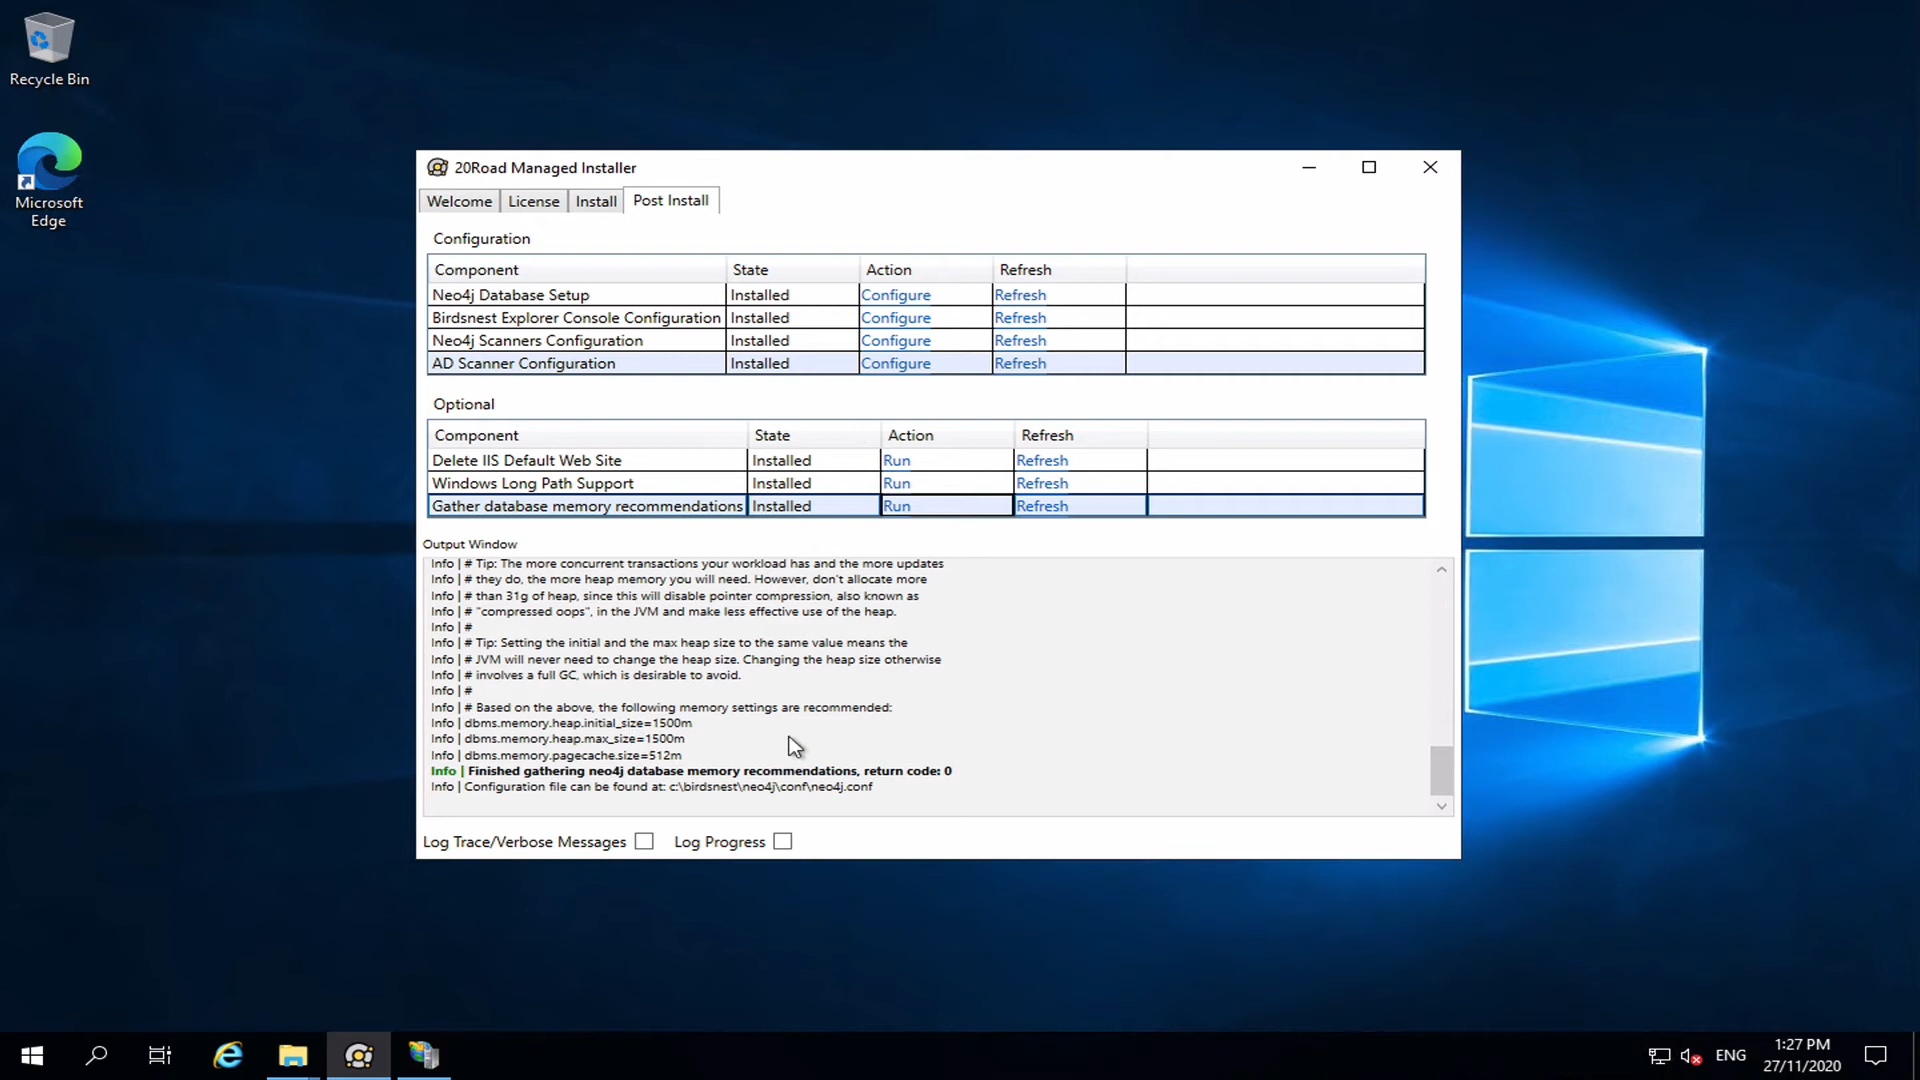 Recycle Bin
Microsoft
Edge
20Road Managed Installer
Welcome License Install Post Install
Configuration
Component State Action Refresh
Neo4j Database Setup Installed Configure Refresh
Birdsnest Explorer Console Configuration Installed Configure Refresh
Neo4j Scanners Configuration Installed Configure Refresh
AD Scanner Configuration Installed Configure Refresh
Optional
Component State Action Refresh
Delete IIS Default Web Site Installed Run Refresh
Windows Long Path Support Installed Run Refresh
Gather database memory recommendations Installed Run Refresh
Output Window
Info | # Tip: The more concurrent transactions your workload has and the more updates
Info | # they do, the more heap memory you will need. However, don't allocate more
Info | # than 31g of heap, since this will disable pointer compression, also known as
Info | # "compressed oops", in the JVM and make less effective use of the heap.
Info | #
Info | # Tip: Setting the initial and the max heap size to the same value means the
Info | # JVM will never need to change the heap size. Changing the heap size otherwise
Info | # involves a full GC, which is desirable to avoid.
Info | #
Info | # Based on the above, the following memory settings are recommended:
Info | dbms.memory.heap.initial_size=1500m
Info | dbms.memory.heap.max_size=1500m
Info | dbms.memory.pagecache.size=512m
Info | Finished gathering neo4j database memory recommendations, return code: 0
Info | Configuration file can be found at: c:\birdsnest\neo4j\conf\neo4j.conf
Log Trace/Verbose Messages Log Progress
ENG
1:27 PM
27/11/2020